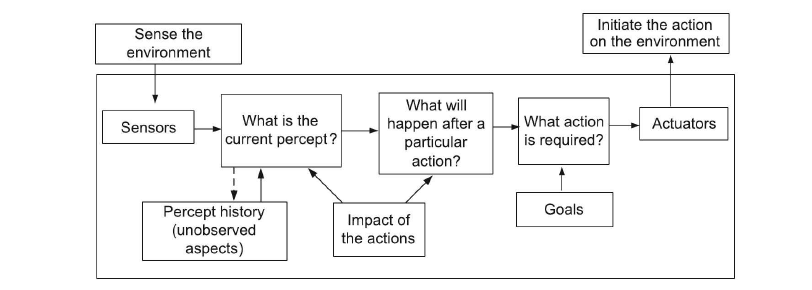 Sense the
environment
Initiate the action
on the environment
Sensors
What is the
current percept?
What will
happen after a
particular
action?
What action
is required?
Actuators
Percept history
(unobserved
aspects)
Impact of
the actions
Goals